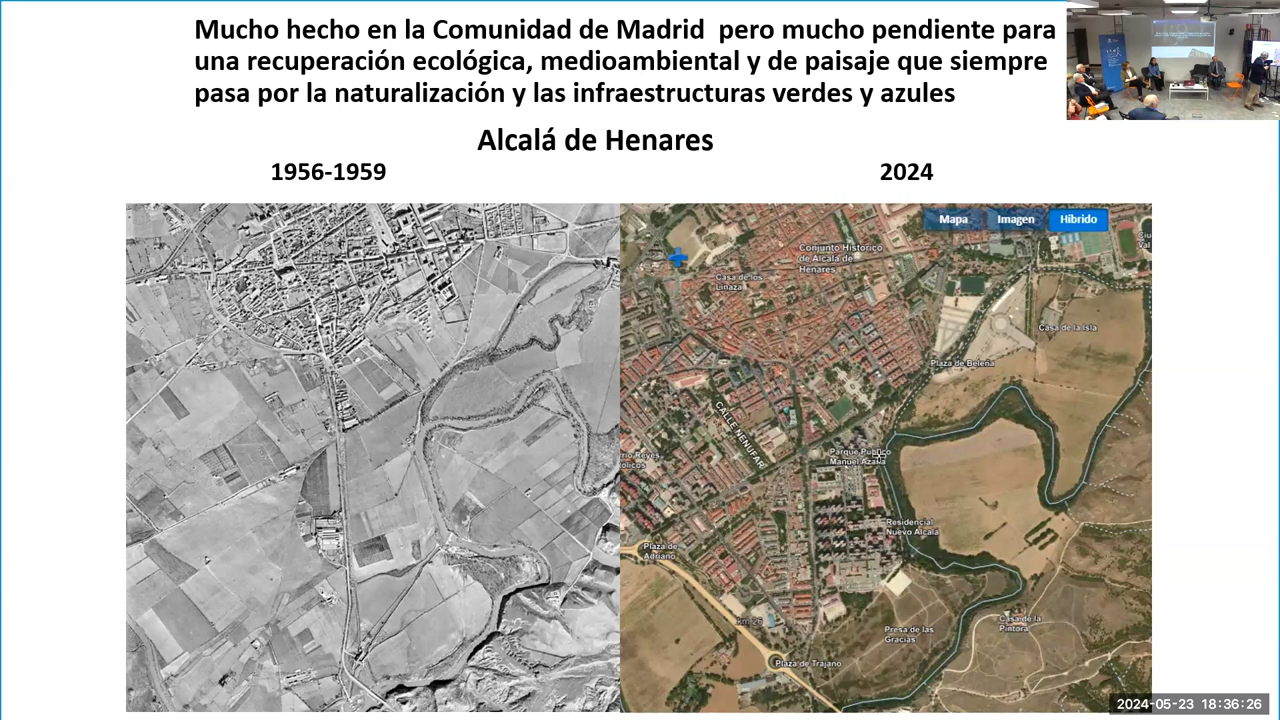 Mucho hecho en la Comunidad de Madrid pero mucho pendiente para
una recuperación ecológica, medioambiental y de paisaje que siempre
pasa por la naturalización y las infraestructuras verdes y azules
Alcalá de Henares
1956-1959
2024
Mapa
Imagen
Híbrido
Conjunto Histórico
de Alcalá de
Henares
Casa de los
Linaza
Casa de la Isla
Plaza de Beleña
CALLE NENUFAR
Parque Publico
Manuel Azaña
Residencial
Nuevo Alcalá
Plaza de
Adriano
Presa de las
Gracias
Casa de la
Pintora
Plaza de Trajano
2024-05-23 18:36:26